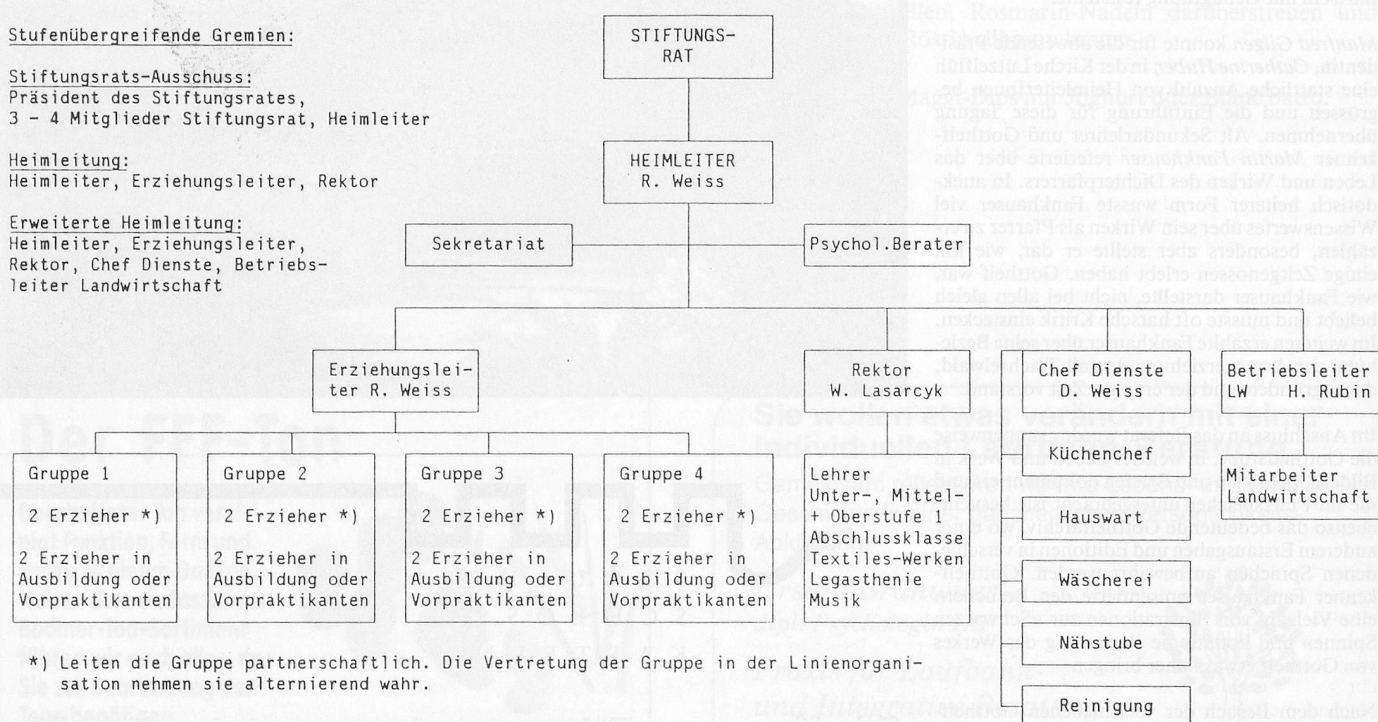 Stufenübergreifende Gremien:
Stiftungsrats-Ausschuss:
Präsident des Stiftungsrates,
3 – 4 Mitglieder Stiftungsrat, Heimleiter
Heimleitung:
Heimleiter, Erziehungsleiter, Rektor
Erweiterte Heimleitung:
Heimleiter, Erziehungsleiter,
Rektor, Chef Dienste, Betriebs-
leiter Landwirtschaft
STIFTUNGS-
RAT
HEIMLEITER
R. Weiss
Sekretariat
Psychol.Berater
Erziehungslei-
ter R. Weiss
Rektor
W. Lasarcyk
Chef Dienste
D. Weiss
Betriebsleiter
LW H. Rubin
Gruppe 1
2 Erzieher *)
2 Erzieher in
Ausbildung oder
Vorpraktikanten
Gruppe 2
2 Erzieher *)
2 Erzieher in
Ausbildung oder
Vorpraktikanten
Gruppe 3
2 Erzieher *)
2 Erzieher in
Ausbildung oder
Vorpraktikanten
Gruppe 4
2 Erzieher *)
2 Erzieher in
Ausbildung oder
Vorpraktikanten
Lehrer
Unter-, Mittel-
Oberstufe 1
Abschlussklasse
Textiles-Werken
Legasthenie
Musik
Küchenchef
Hauswart
Wäscherei
Nähstube
Reinigung
Mitarbeiter
Landwirtschaft
*) Leiten die Gruppe partnerschaftlich. Die Vertretung der Gruppe in der Linienorgani-
sation nehmen sie alternierend wahr.